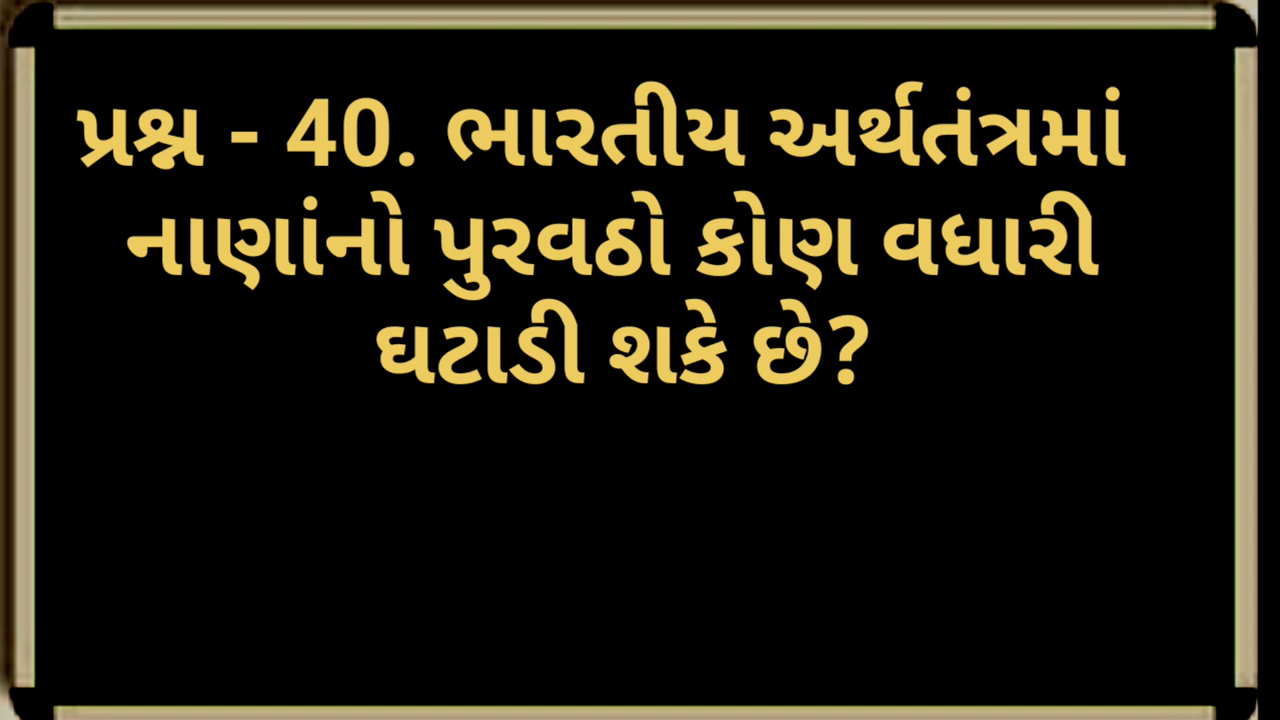 પ્રશ્ન - 40. ભારતીય અર્થતંત્રમાં
નાણાંનો પુરવઠો કોણ વધારી
ઘટાડી શકે છે?